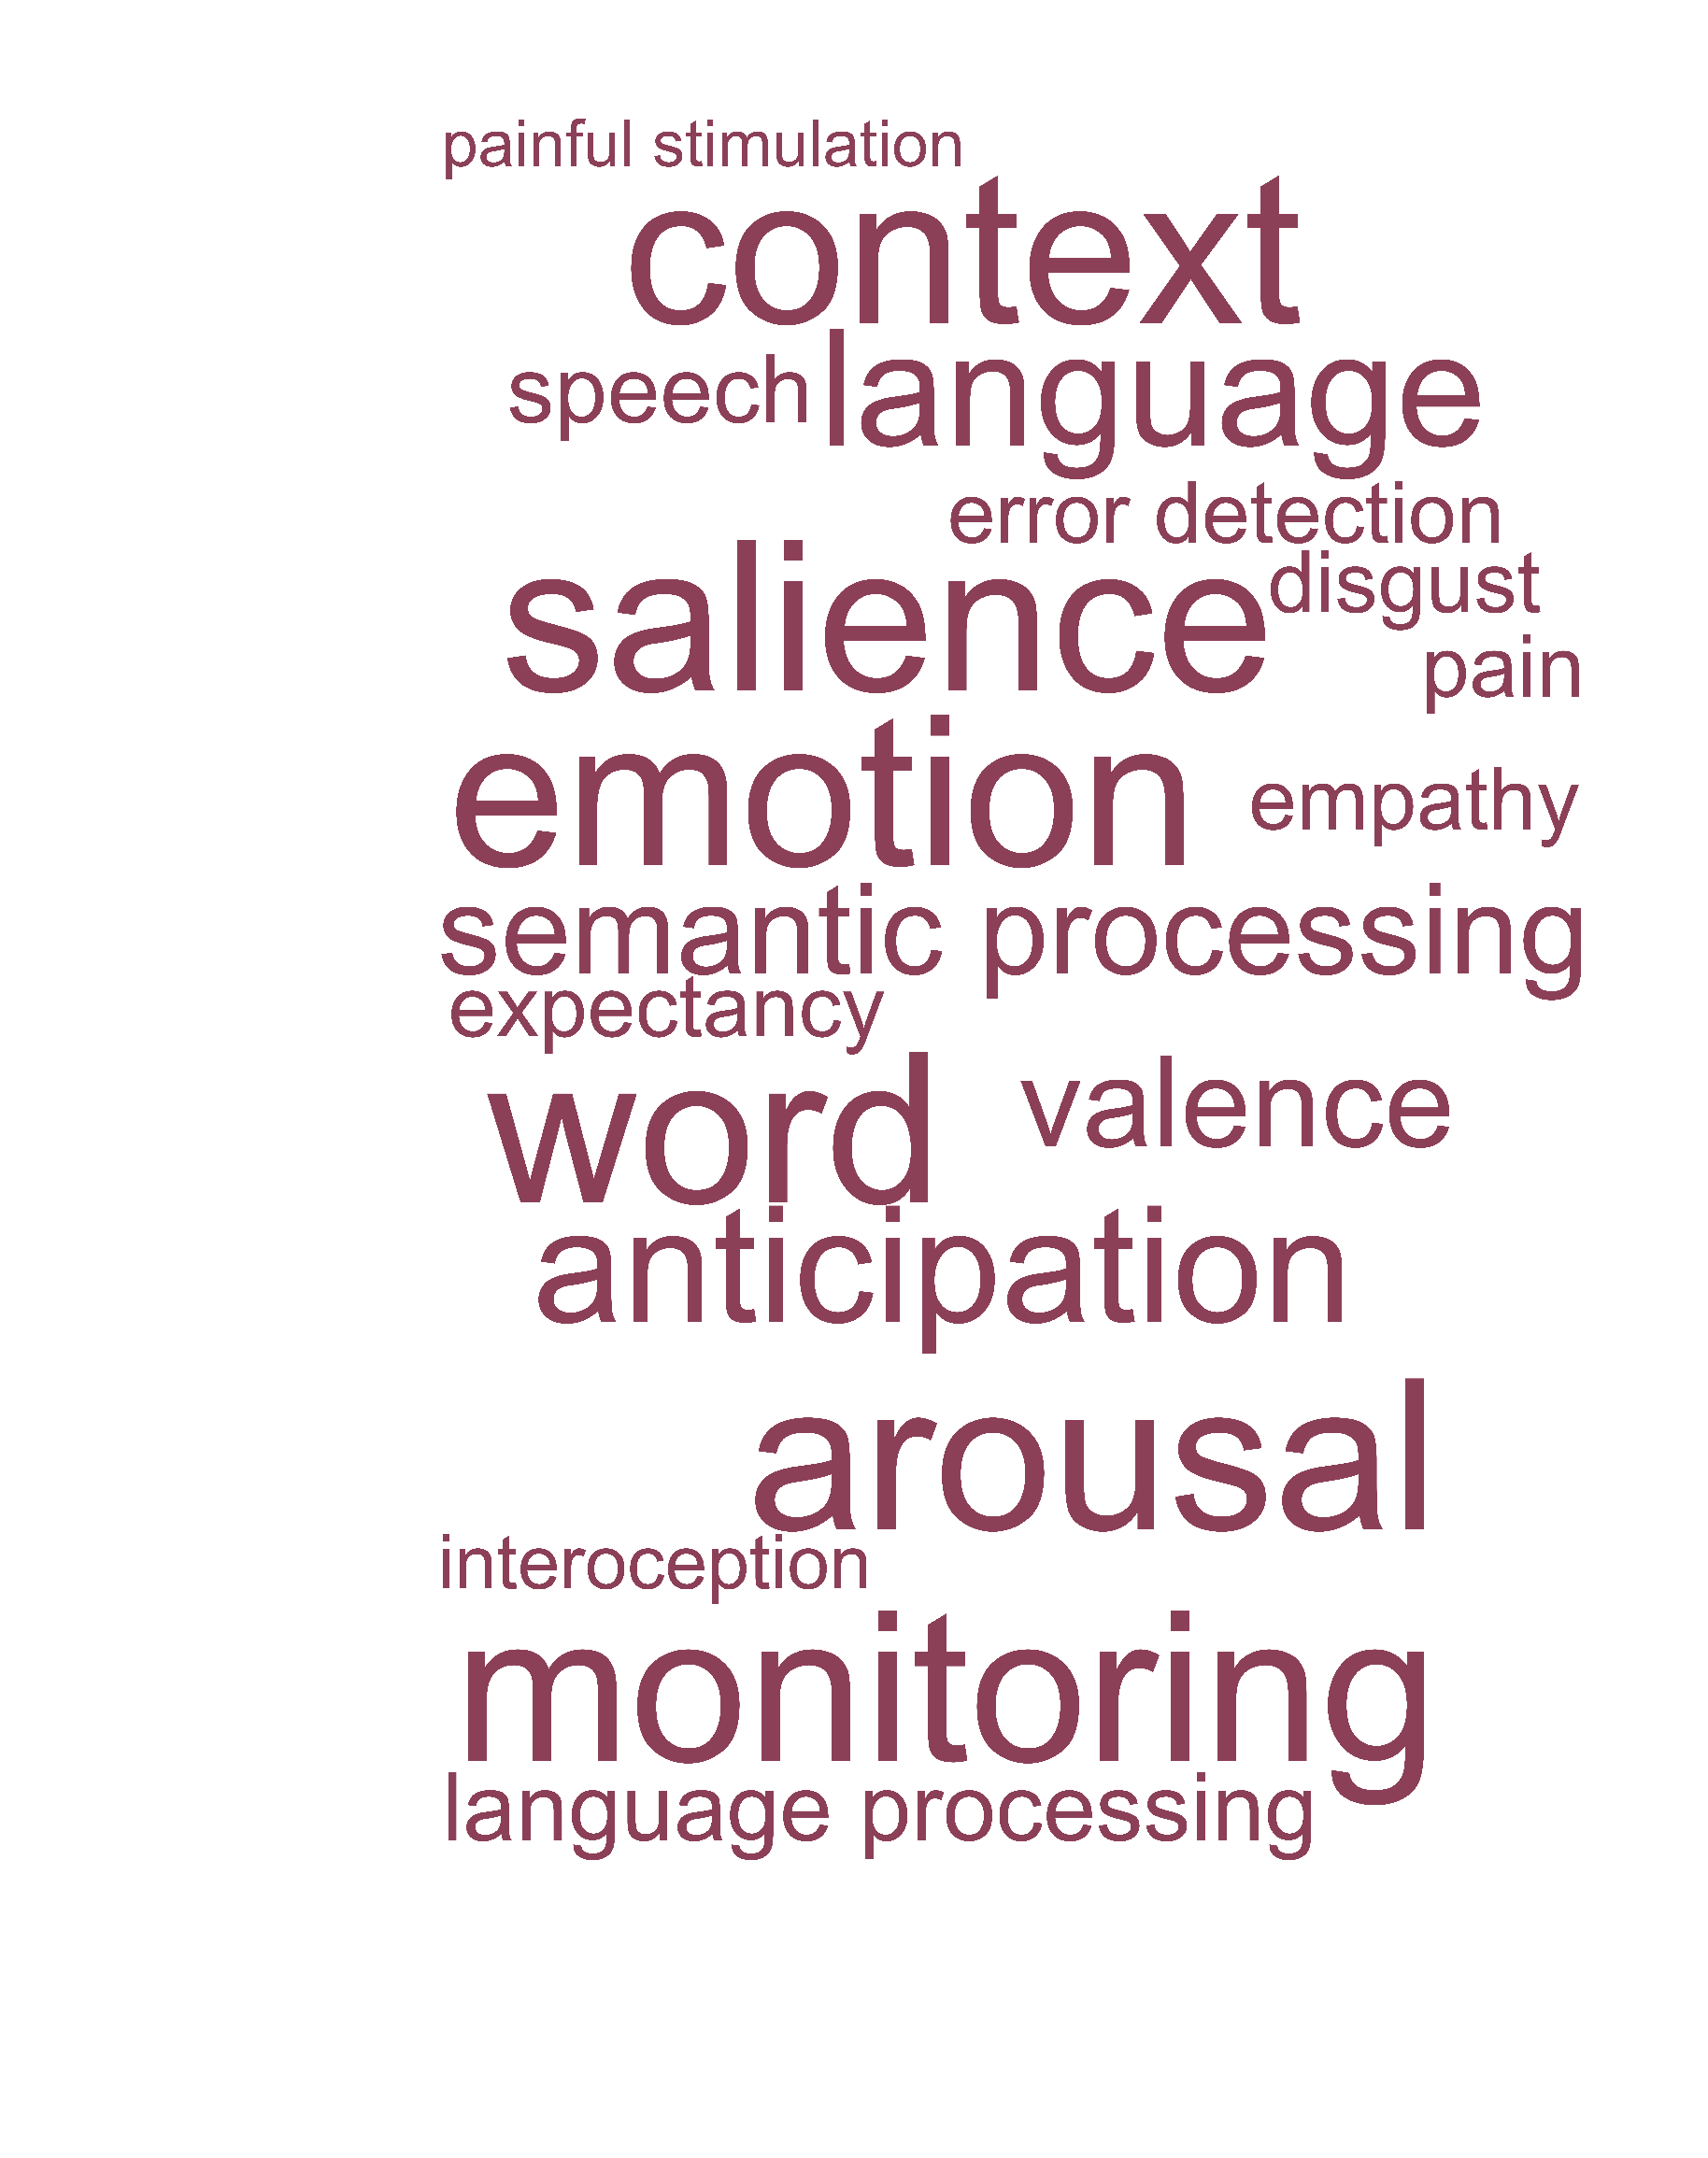 painful stimulation
context
speech language
error detection
salience disgust
pain
emotion empathy
semantic processing
expectancy
word valence
anticipation
arousal
interoception
monitoring
language processing